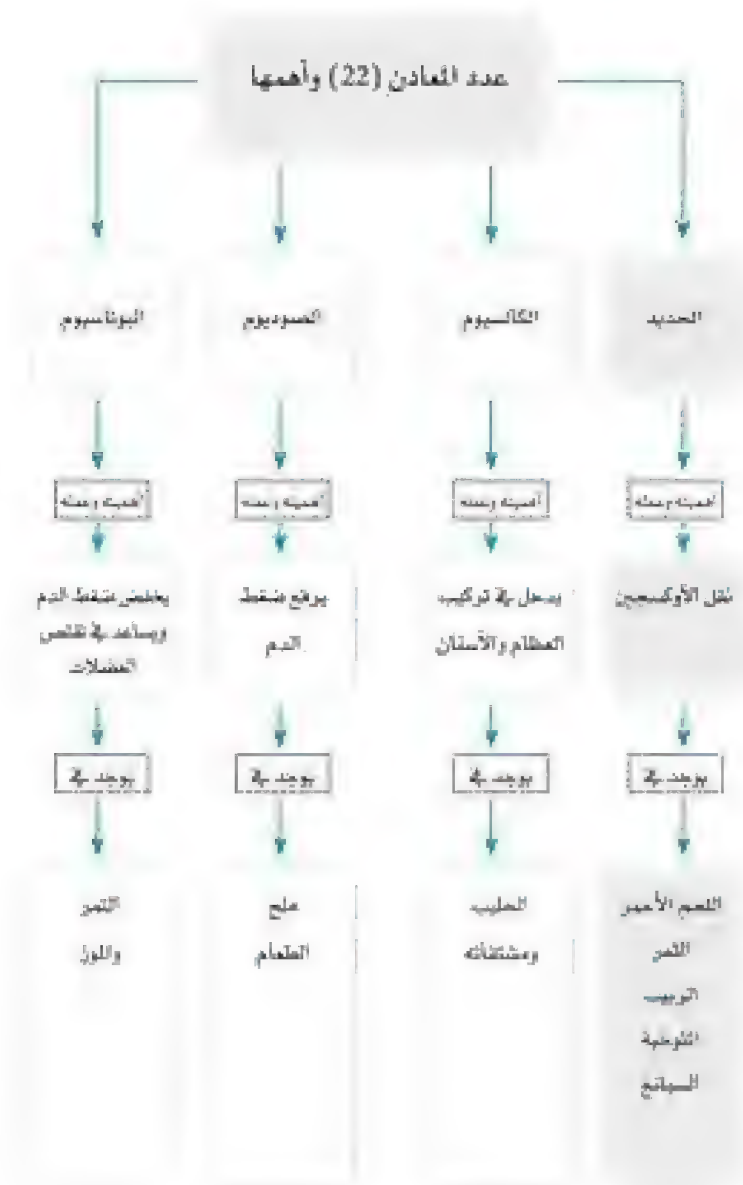 عدد المعادن (22) وأهمها
الحديد
الكالسيوم
الصوديوم
البوتاسيوم
أهميته وعمله
أهميته وعمله
أهميته وعمله
أهميته وعمله
نقل الأوكسجين
يدخل في تركيب
العظام والأسنان
يرفع ضغط
الدم
يخفض ضغط الدم
ويساعد في تقلص
العضلات
يوجد في
يوجد في
يوجد في
يوجد في
اللحم الأحمر
التمر
الزبيب
الملوخية
السبانخ
الحليب
ومشتقاته
ملح
الطعام
التمر
واللوز